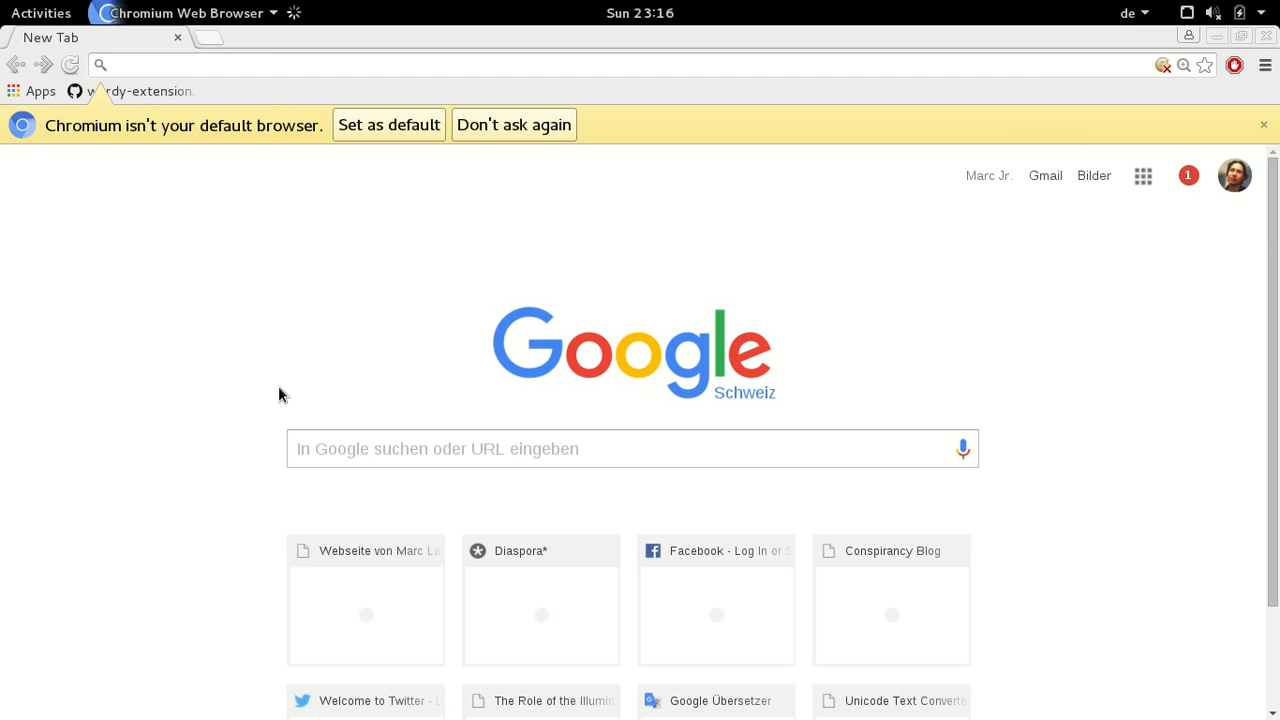 Activities Chromium Web Browser Sun 23:16 de
New Tab
Apps
Chromium isn't your default browser. Set as default Don't ask again
Marc Jr. Gmail Bilder 1
Google
Schweiz
In Google suchen oder URL eingeben
Webseite von Marc La Diaspora* Facebook - Log In or S Conspirancy Blog
Welcome to Twitter - L The Role of the Illumin Google Übersetzer Unicode Text Converte